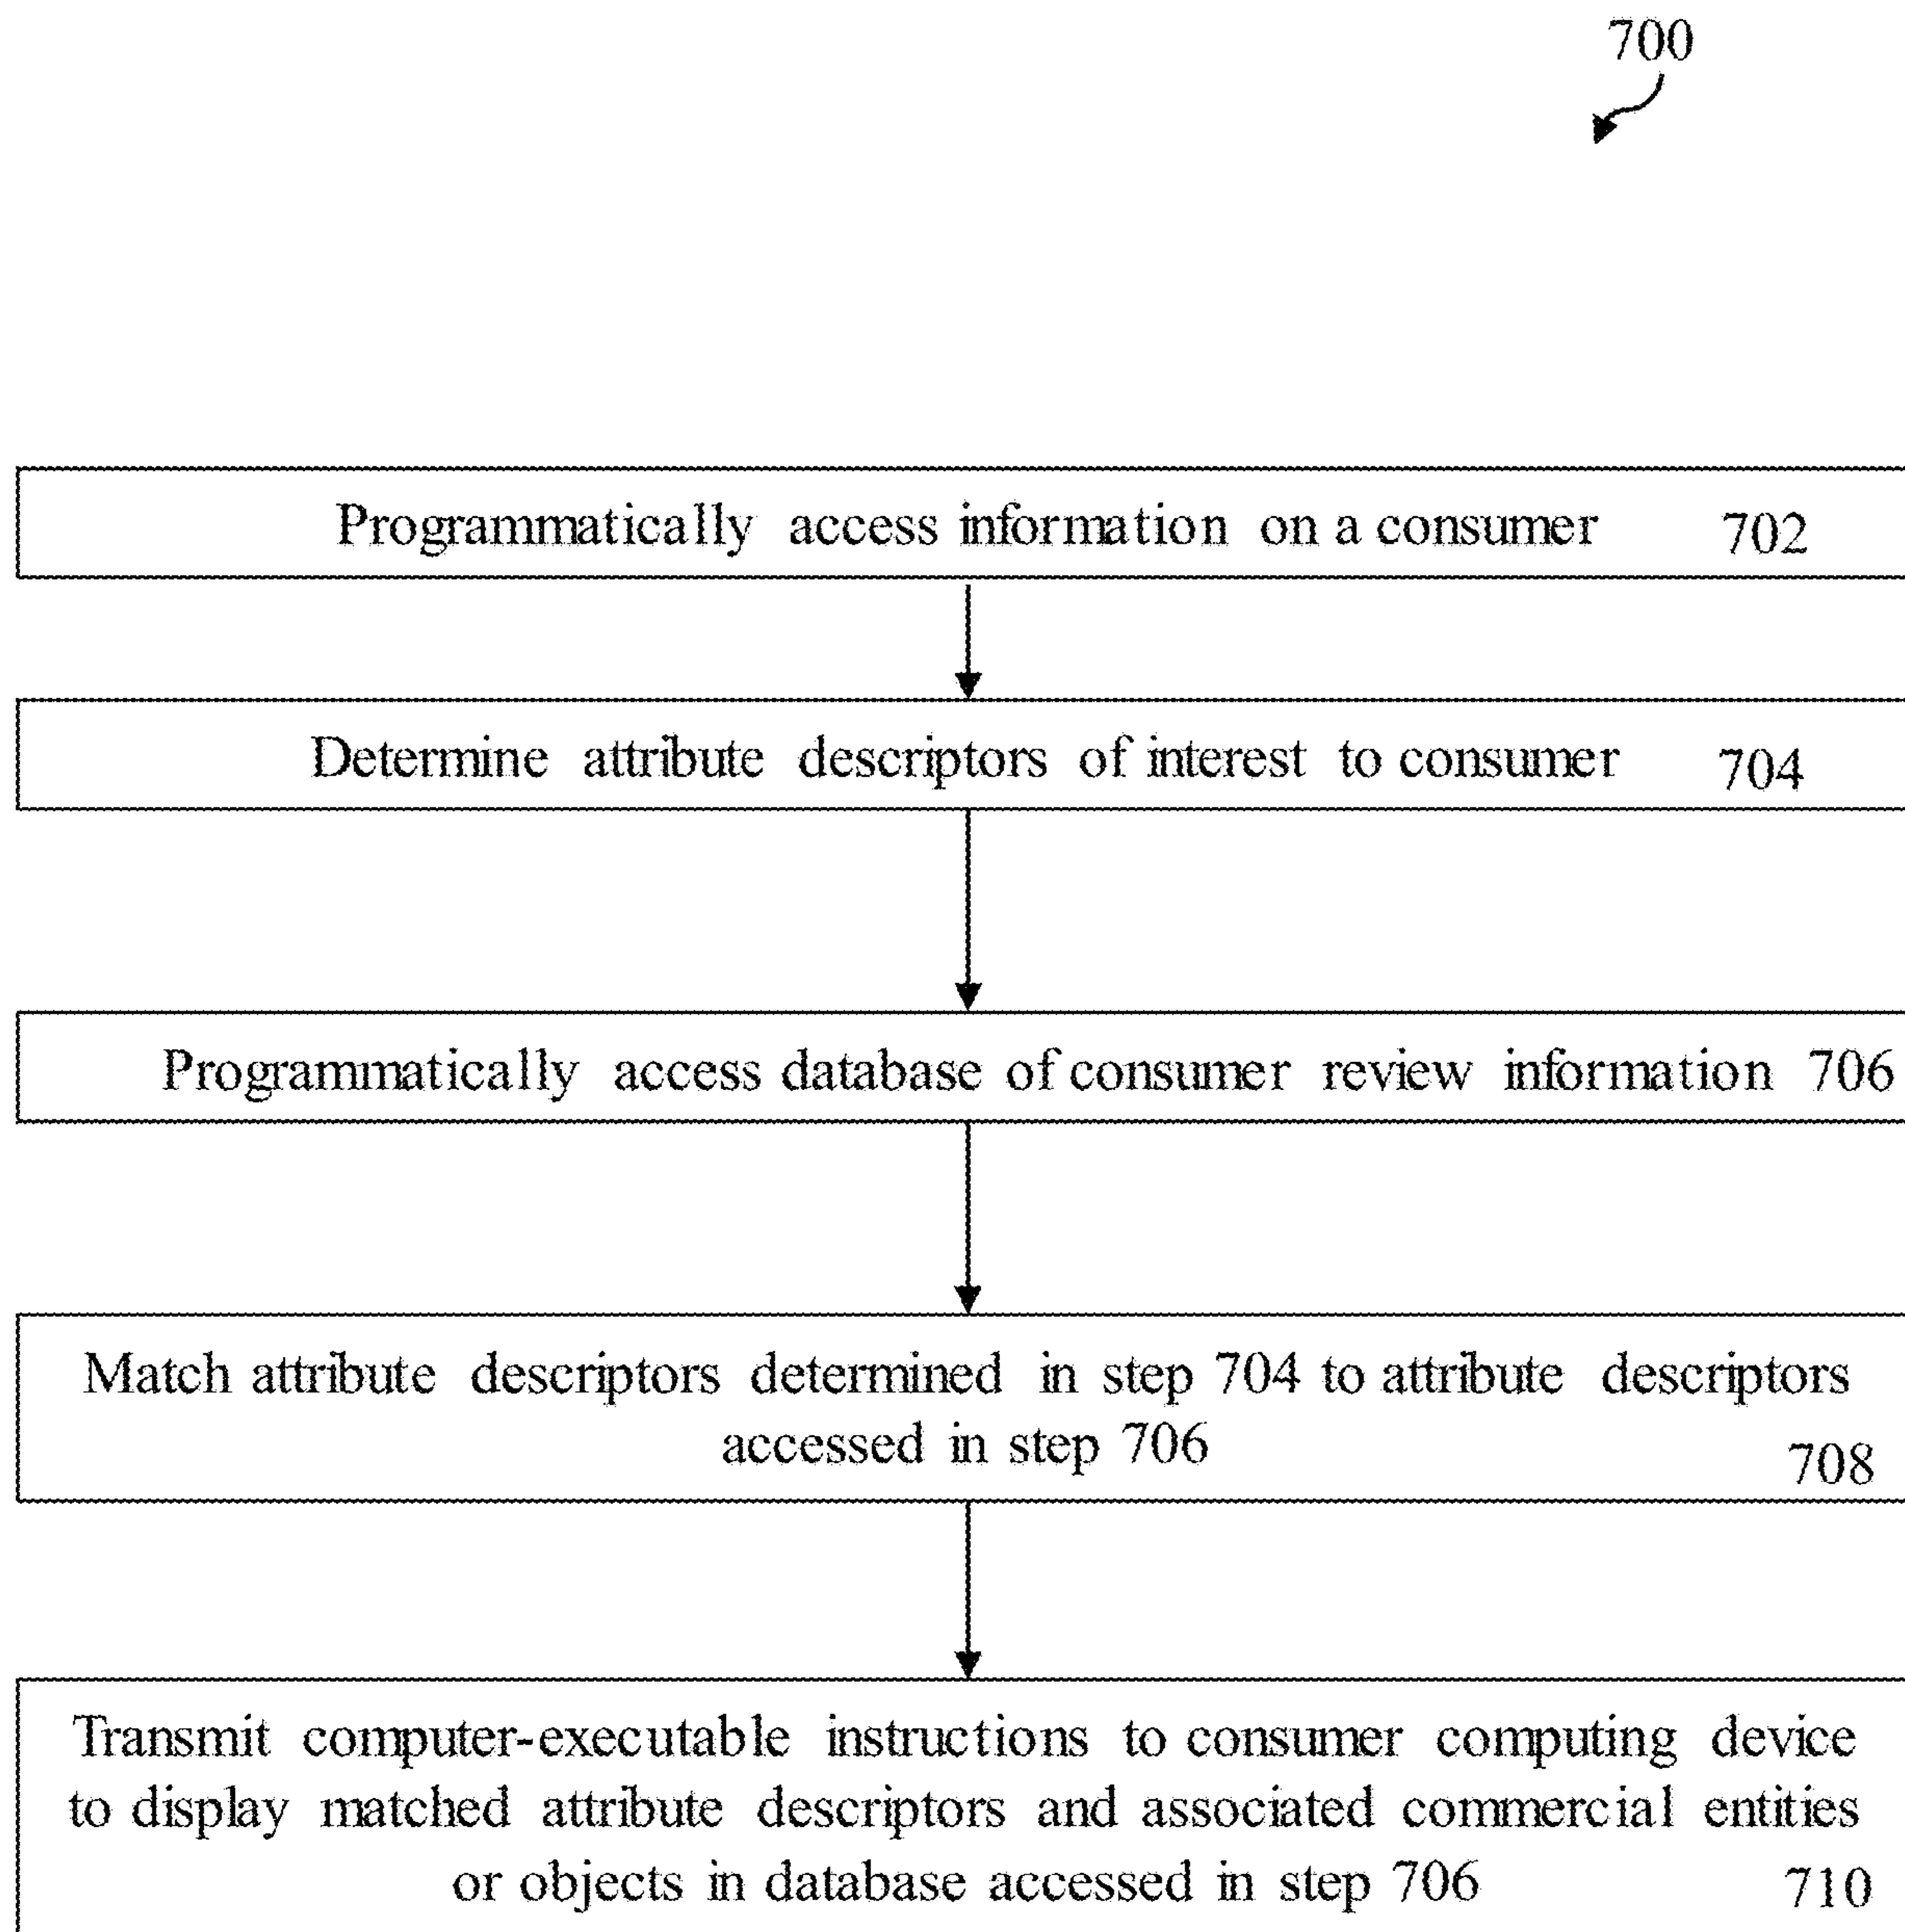 700
Programmatically access information on a consumer 702
Determine attribute descriptors of interest to consumer 704
Programmatically access database of consumer review information 706
Match attribute descriptors determined in step 704 to attribute descriptors
accessed in step 706 708
Transmit computer-executable instructions to consumer computing device
to display matched attribute descriptors and associated commercial entities
or objects in database accessed in step 706 710